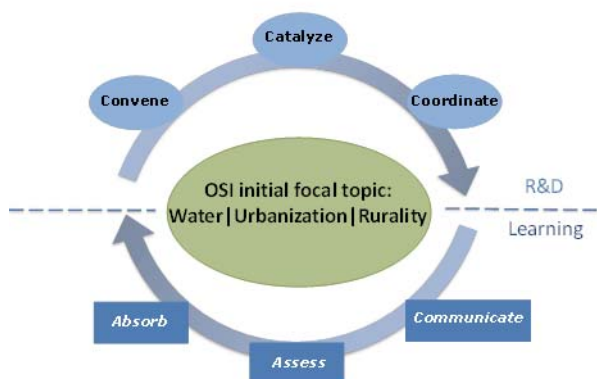 Catalyze
Convene
Coordinate
OSI initial focal topic:
Water|Urbanization|Rurality
R&D
Learning
Absorb
Communicate
Assess